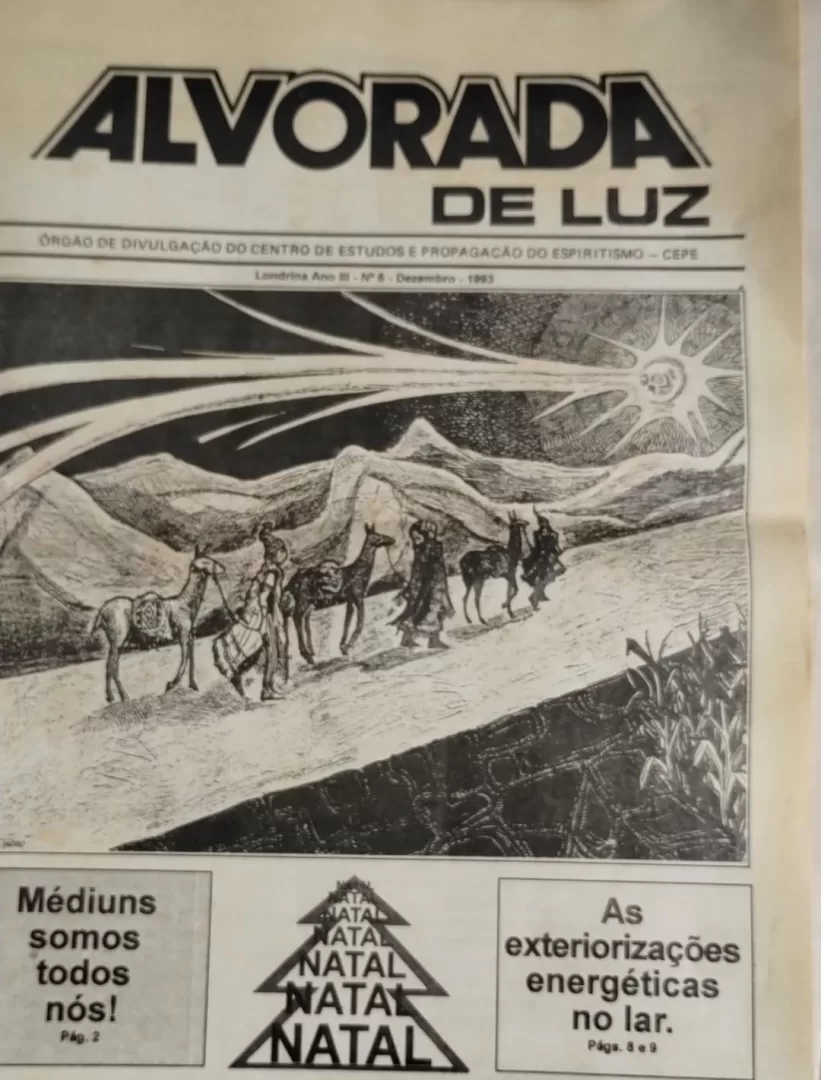 ALVORADA
DE LUZ
ÓRGÃO DE DIVULGAÇÃO DO CENTRO DE ESTUDOS E PROPAGAÇÃO DO ESPIRITISMO – CEPE
Londrina Ano III - Nº 5 - Dezembro - 1993
Médiuns
somos
todos
nós!
Pág. 2
NATAL
NATAL
NATAL
NATAL
NATAL
NATAL
NATAL
As
exteriorizações
energéticas
no lar.
Págs. 8 e 9